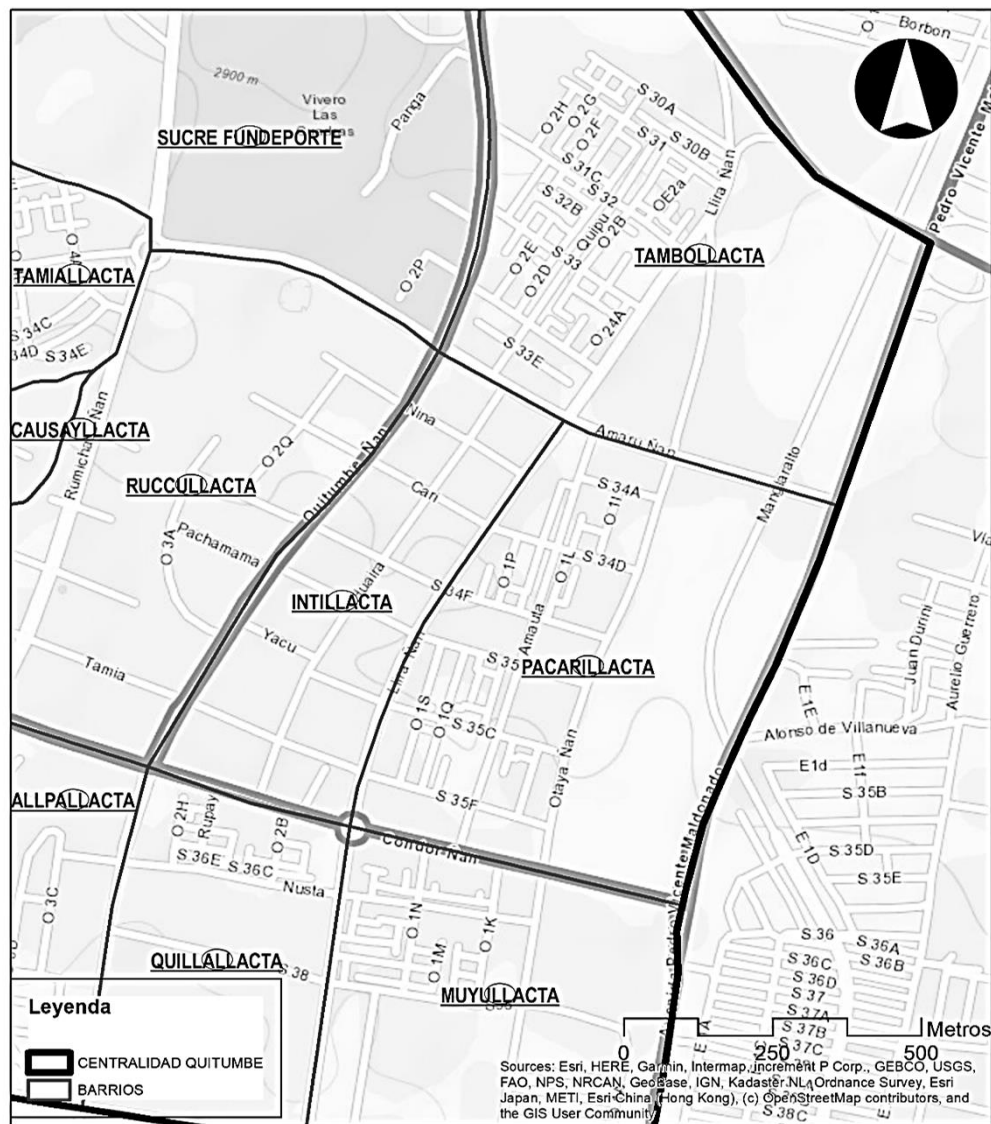 Borbon
2900 m
Vivero
Las
SUCRE FUNDEPORTE
Panga
O 2H
O 2G
O 2F
S 30A
S 31
S 30B
Pedro Vicente
S 31C
S 32
S 32B
OE2a
Llira Ñan
Quipu
O 2B
O 2E
S 33
O 2D
TAMBOLLACTA
O 2P
TAMIALLACTA
S 34C
34D
S 34E
O 24A
S 33E
CAUSAYLLACTA
Nina
Amaru Ñan
Quitumbe Ñan
O 2Q
RUCCULLACTA
Cari
S 34A
O 1I
O 3A
Pachamama
O 1P
O 1L
S 34D
S 34F
INTILLACTA
Yacu
Amauta
Llira Ñan
S 35
PACARILLACTA
Juan Durini
Aurelio Guerrero
Tamia
O 1S
O 1Q
S 35C
Otaya Ñan
E 1E
Alonso de Villanueva
E1d
E1f
S 35B
ALLPALLACTA
O 2H
Rupay
O 2B
S 35F
Condor Ñan
Vicente Maldonado
E 1D
S 35D
S 35E
S 36E
S 36C
Nusta
O 3C
O 1N
O 1K
O 1M
S 36
S 36A
S 36B
S 36C
S 36D
S 37
S 37A
S 37B
S 37C
S 38C
QUILLALLACTA
S 38
MUYULLACTA
Leyenda
CENTRALIDAD QUITUMBE
BARRIOS
Metros
0 250 500
Sources: Esri, HERE, Garmin, Intermap, increment P Corp., GEBCO, USGS,
FAO, NPS, NRCAN, GeoBase, IGN, Kadaster NL, Ordnance Survey, Esri
Japan, METI, Esri China (Hong Kong), (c) OpenStreetMap contributors, and
the GIS User Community